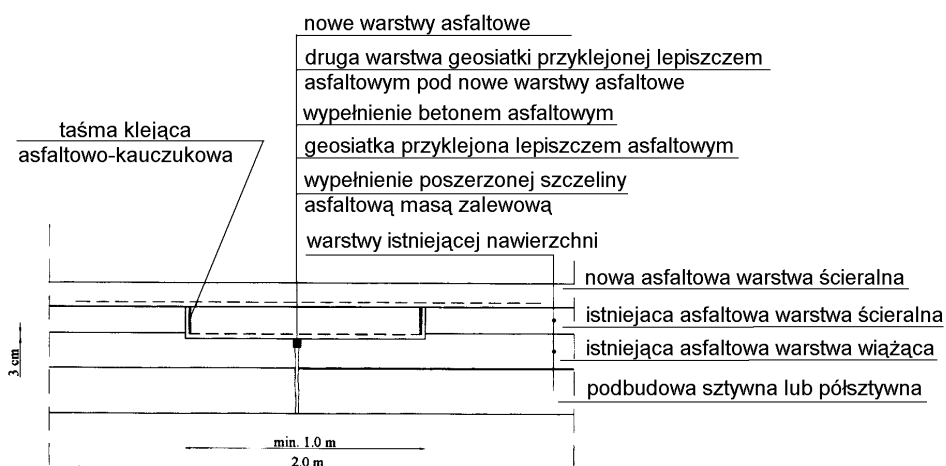 nowe warstwy asfaltowe
druga warstwa geosiatki przyklejonej lepiszczem
asfaltowym pod nowe warstwy asfaltowe
wypełnienie betonem asfaltowym
geosiatka przyklejona lepiszczem asfaltowym
wypełnienie poszerzonej szczeliny
asfaltową masą zalewową
warstwy istniejącej nawierzchni
taśma klejąca
asfaltowo-kauczukowa
nowa asfaltowa warstwa ścieralna
istniejaca asfaltowa warstwa ścieralna
istniejąca asfaltowa warstwa wiążąca
podbudowa sztywna lub półsztywna
3 cm
min. 1.0 m
2.0 m